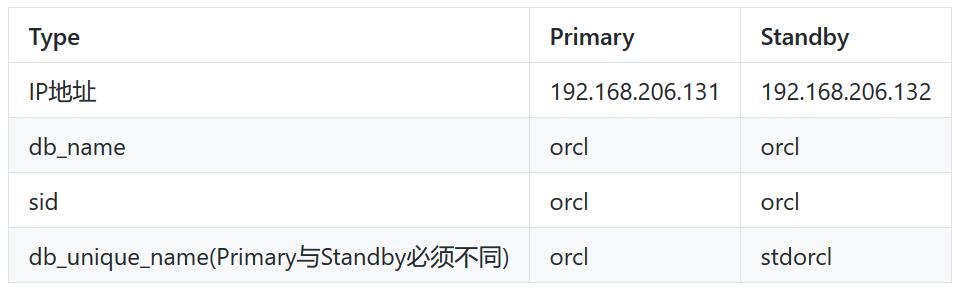 Type Primary Standby
IP地址 192.168.206.131 192.168.206.132
db_name orcl orcl
sid orcl orcl
db_unique_name(Primary与Standby必须不同) orcl stdorcl